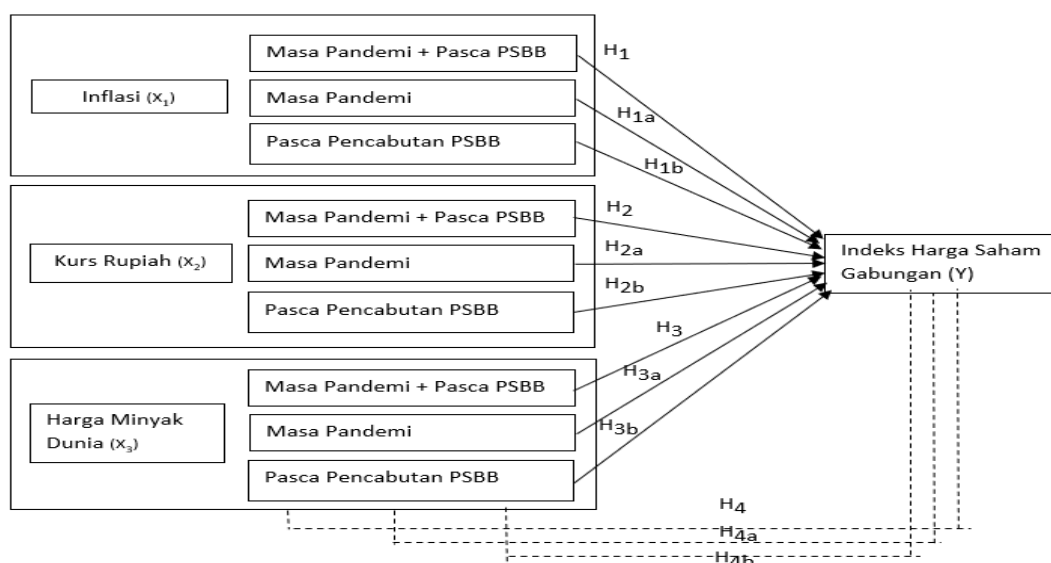 Masa Pandemi + Pasca PSBB
H1
Inflasi (X1)
Masa Pandemi
H1a
Pasca Pencabutan PSBB
H1b
Masa Pandemi + Pasca PSBB
H2
Kurs Rupiah (X2)
Masa Pandemi
H2a
Pasca Pencabutan PSBB
H2b
Indeks Harga Saham
Gabungan (Y)
Masa Pandemi + Pasca PSBB
H3
Harga Minyak
Dunia (X3)
Masa Pandemi
H3a
Pasca Pencabutan PSBB
H3b
H4
H4a
H4b